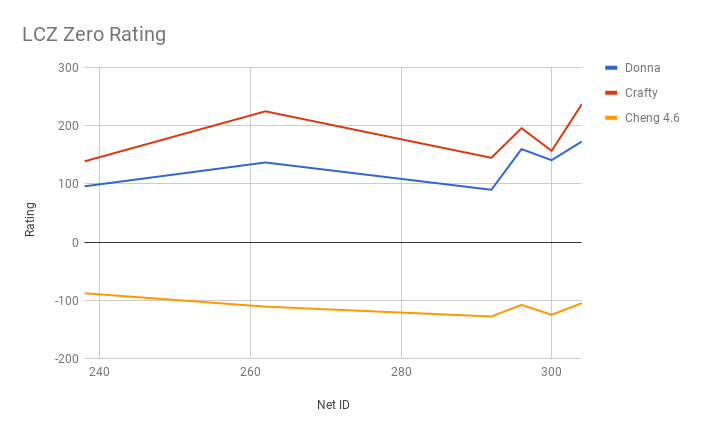 LCZ Zero Rating
300
200
100
0
-100
-200
Rating
240
260
280
300
Net ID
Donna
Crafty
Cheng 4.6